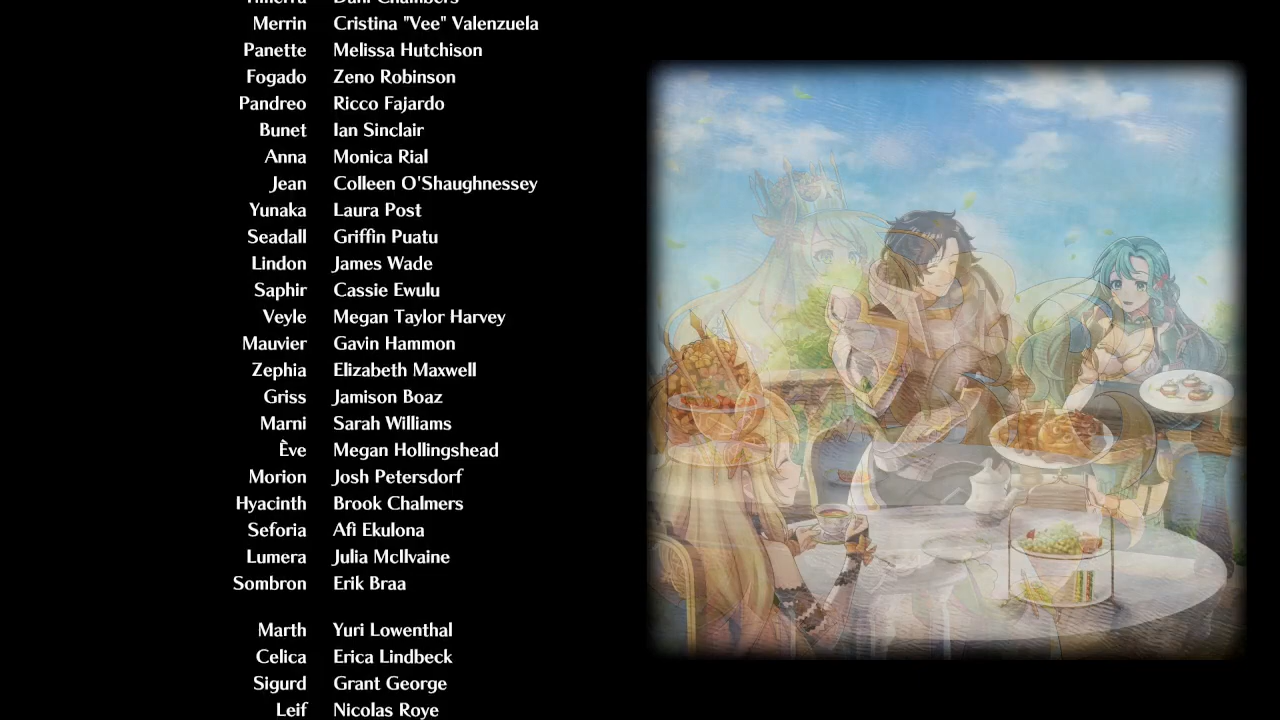 Merrin Cristina "Vee" Valenzuela
Panette Melissa Hutchison
Fogado Zeno Robinson
Pandreo Ricco Fajardo
Bunet Ian Sinclair
Anna Monica Rial
Jean Colleen O'Shaughnessey
Yunaka Laura Post
Seadall Griffin Puatu
Lindon James Wade
Saphir Cassie Ewulu
Veyle Megan Taylor Harvey
Mauvier Gavin Hammon
Zephia Elizabeth Maxwell
Griss Jamison Boaz
Marni Sarah Williams
Ève Megan Hollingshead
Morion Josh Petersdorf
Hyacinth Brook Chalmers
Seforia Afi Ekulona
Lumera Julia McIlvaine
Sombron Erik Braa
Marth Yuri Lowenthal
Celica Erica Lindbeck
Sigurd Grant George
Leif Nicolas Roye